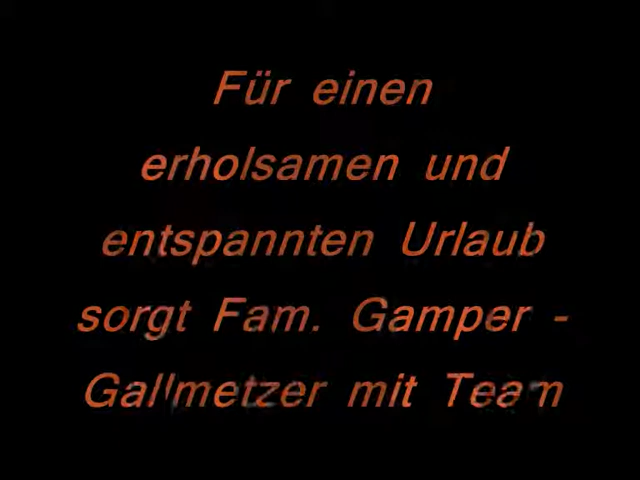 Für einen
erholsamen und
entspannten Urlaub
sorgt Fam. Gamper -
Gallmetzer mit Team